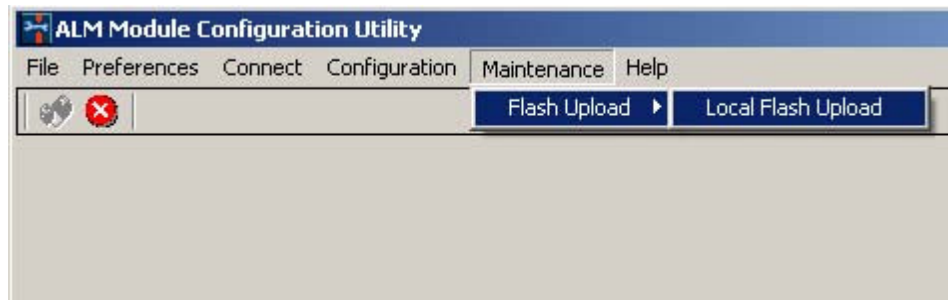 ALM Module Configuration Utility
File Preferences Connect Configuration Maintenance Help
Flash Upload Local Flash Upload